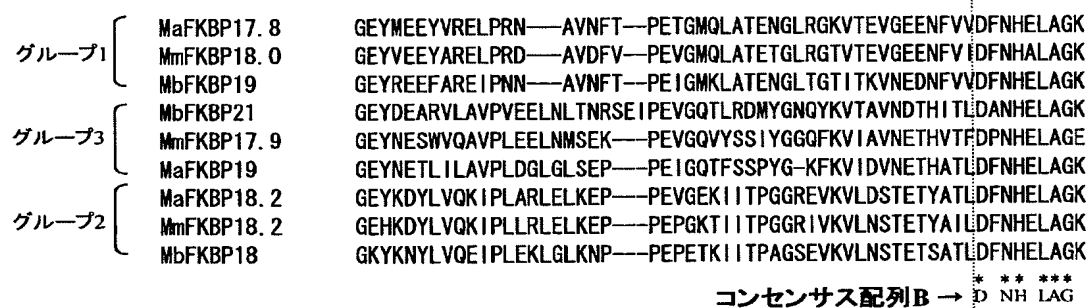 グループ1
MaFKBP17.8 GEYMEEYVRELPRN---AVNFT--PETGMQLATENGLRGKVTEVGEENFVVDFNHELAGK
MmFKBP18.0 GEYVEEYARELPRD---AVDFV--PEVGMQLATETGLRGTVTEVGEENFVIDFNHALAGK
MbFKBP19 GEYREEFAREIPNN---AVNFT--PEIGMKLATENGLTGTITKVNEDNFVVDFNHELAGK
グループ3
MbFKBP21 GEYDEARVLAVPVEELNLTNRSEIPEVGQTLRDMYGNQYKVTAVNDTHITLDANHELAGK
MmFKBP17.9 GEYNESWVQAVPLEELNMSEK---PEVGQVYSSIYGGQFKVIAVNETHVTFDPNHELAGE
MaFKBP19 GEYNETLILAVPLDGLGLSEP---PEIGQTFSSPYG-KFKVIDVNETHATLDFNHELAGK
グループ2
MaFKBP18.2 GEYKDYLVQKIPLARLELKEP---PEVGEKIITPGGREVKVLDSTETYATLDFNHELAGK
MmFKBP18.2 GEHKDYLVQKIPLLRLELKEP---PEPGKTIITPGGRIVKVLNSTETYAILDFNHELAGK
MbFKBP18 GKYKNYLVQEIPLEKLGLKNP---PEPETKIITPAGSEVKVLNSTETSATLDFNHELAGK
* ** ***
コンセンサス配列B → D NH LAG